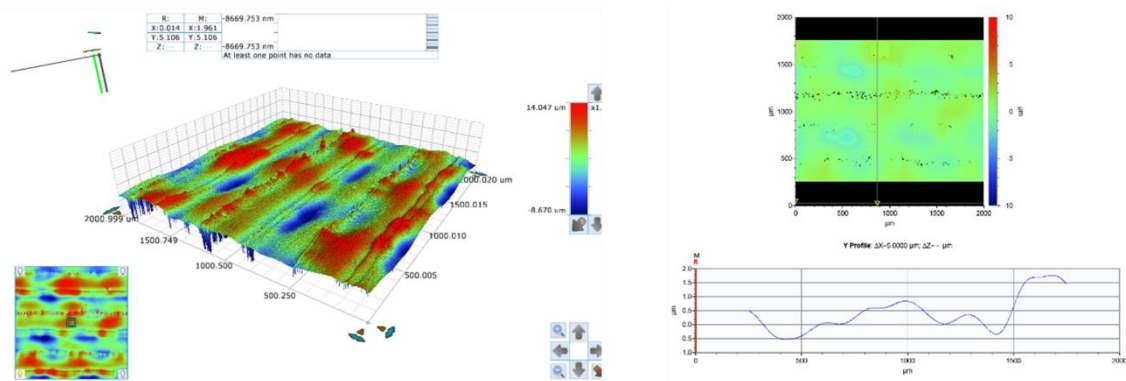 R: M: -8669.753 nm
X:0.014 X:1.961
Y:5.106 Y:5.106
Z: --- Z: --- -8669.753 nm
At least one point has no data
14.047 um x1.
-8.670 um
2000.999 um
1500.749
1000.500
500.250
000.020 um
1500.015
1000.010
500.005
2000
1500
1000
500
0
µm
0 500 1000 1500 2000
µm
10
5
0
-5
-10
µm
Y Profile: ΔX=5.0000 µm; ΔZ=- - µm
M
R
2.0
1.5
1.0
0.5
0.0
0.5
1.0
µm
0 500 1000 1500 2000
µm